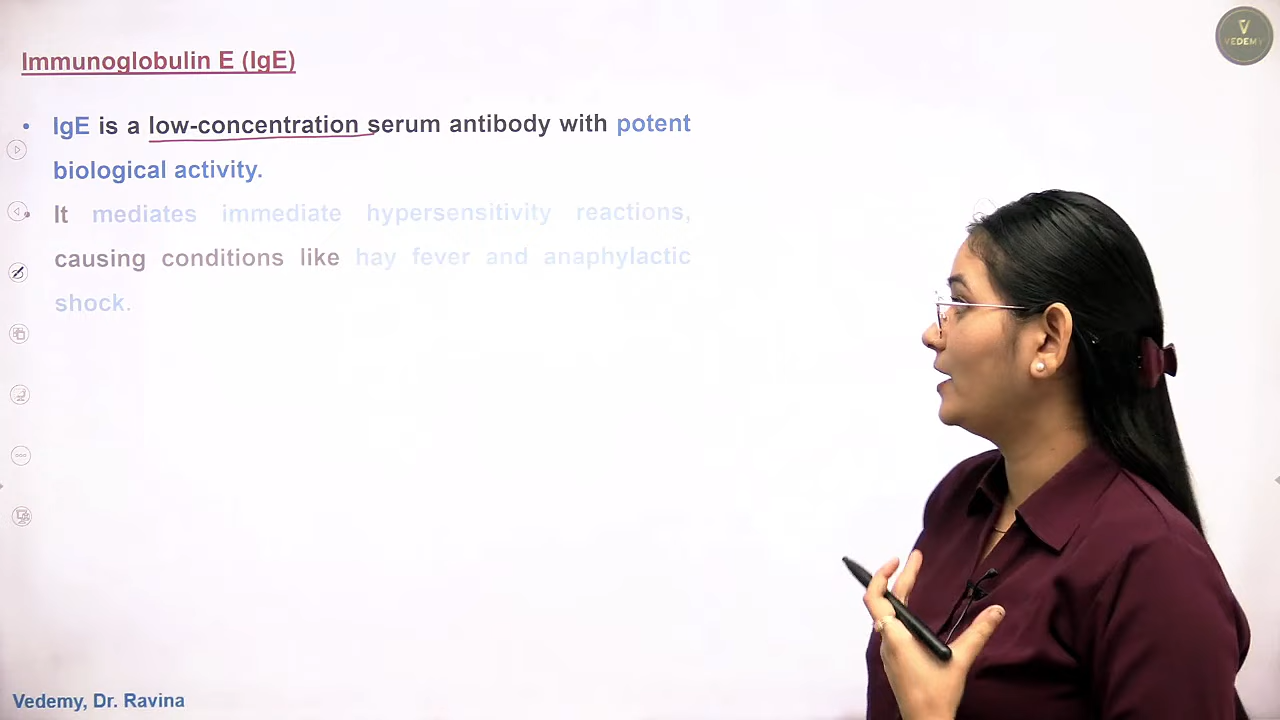 VEDEMY
Immunoglobulin E (IgE)
• IgE is a low-concentration serum antibody with potent
biological activity.
• It mediates immediate hypersensitivity reactions,
causing conditions like hay fever and anaphylactic
shock.
Vedemy, Dr. Ravina